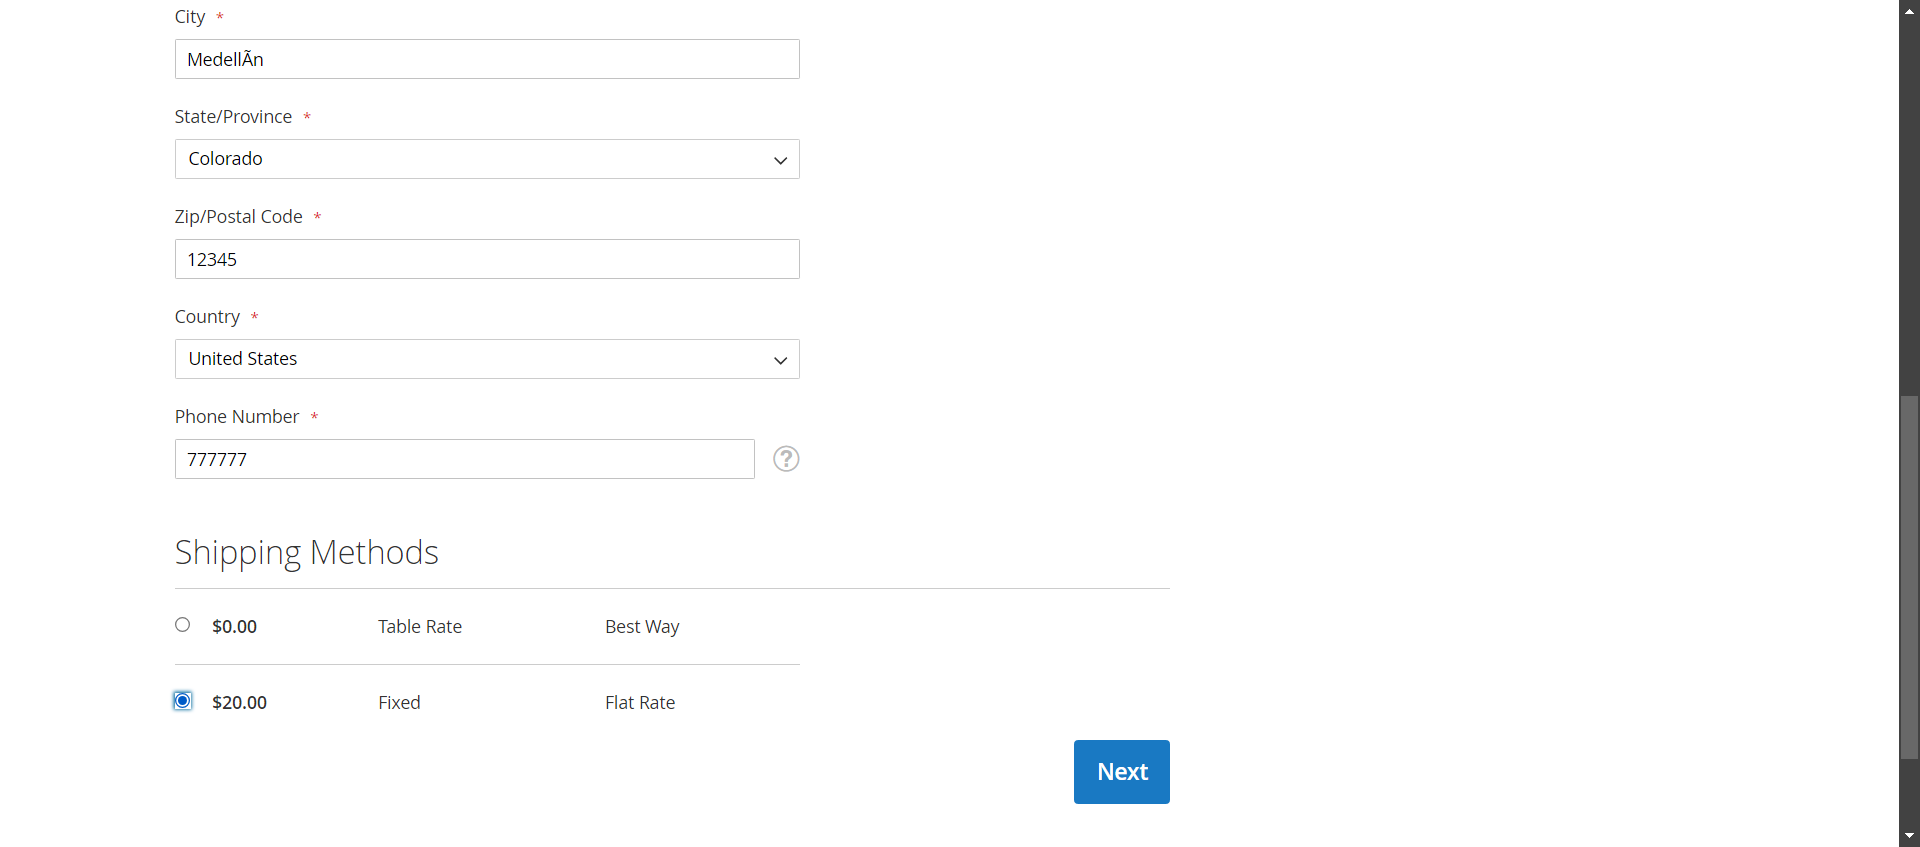 City *
MedellÃn
State/Province *
Colorado
Zip/Postal Code *
12345
Country *
United States
Phone Number *
777777
?
Shipping Methods
$0.00 Table Rate Best Way
$20.00 Fixed Flat Rate
Next